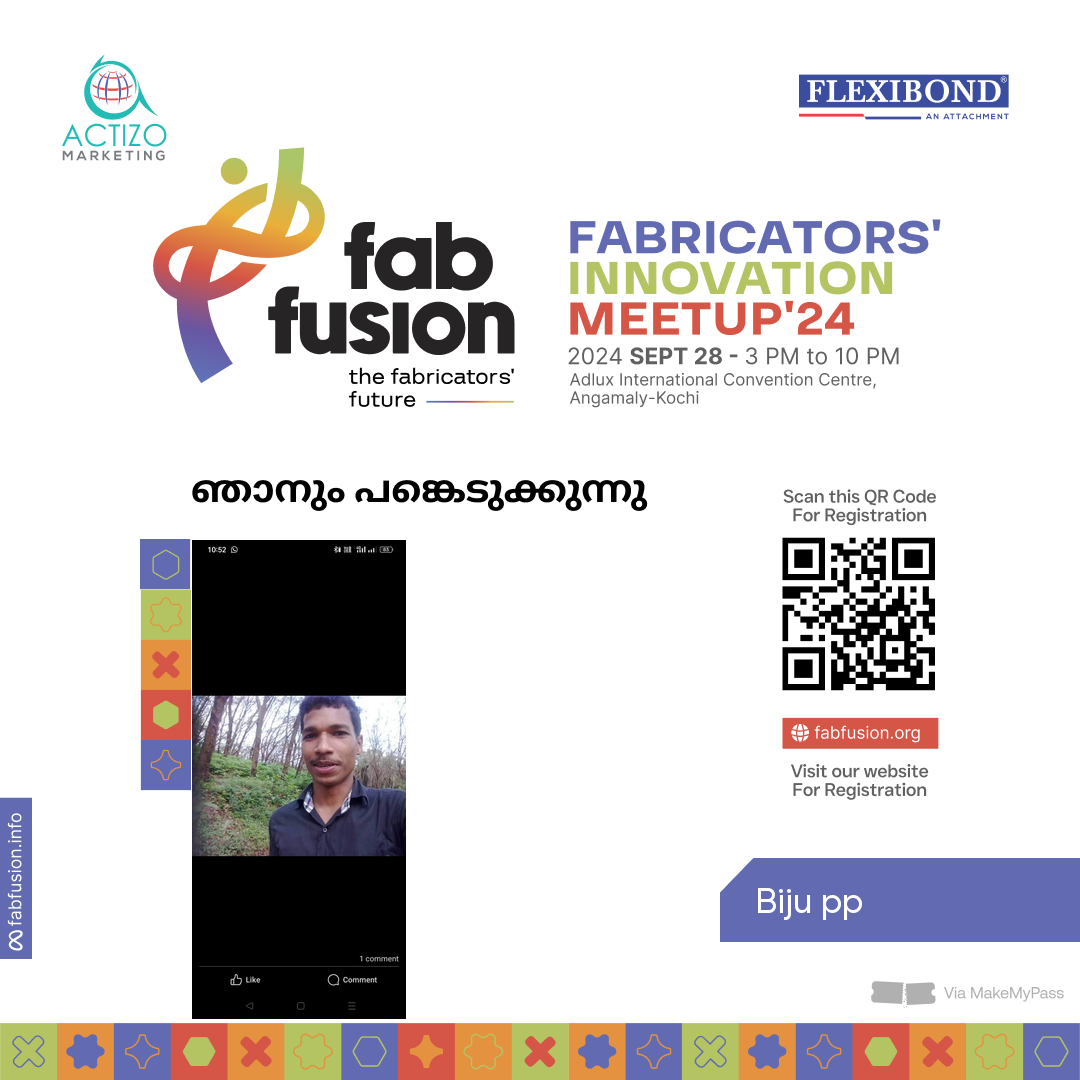 ACTIZO
MARKETING
FLEXIBOND®
AN ATTACHMENT
fab
fusion
the fabricators'
future
FABRICATORS'
INNOVATION
MEETUP'24
2024 SEPT 28 - 3 PM to 10 PM
Adlux International Convention Centre,
Angamaly-Kochi
ഞാനും പങ്കെടുക്കുന്നു
Scan this QR Code
For Registration
10:52
fabfusion.org
Visit our website
For Registration
fabfusion.info
Biju pp
1 comment
Like
Comment
Via MakeMyPass